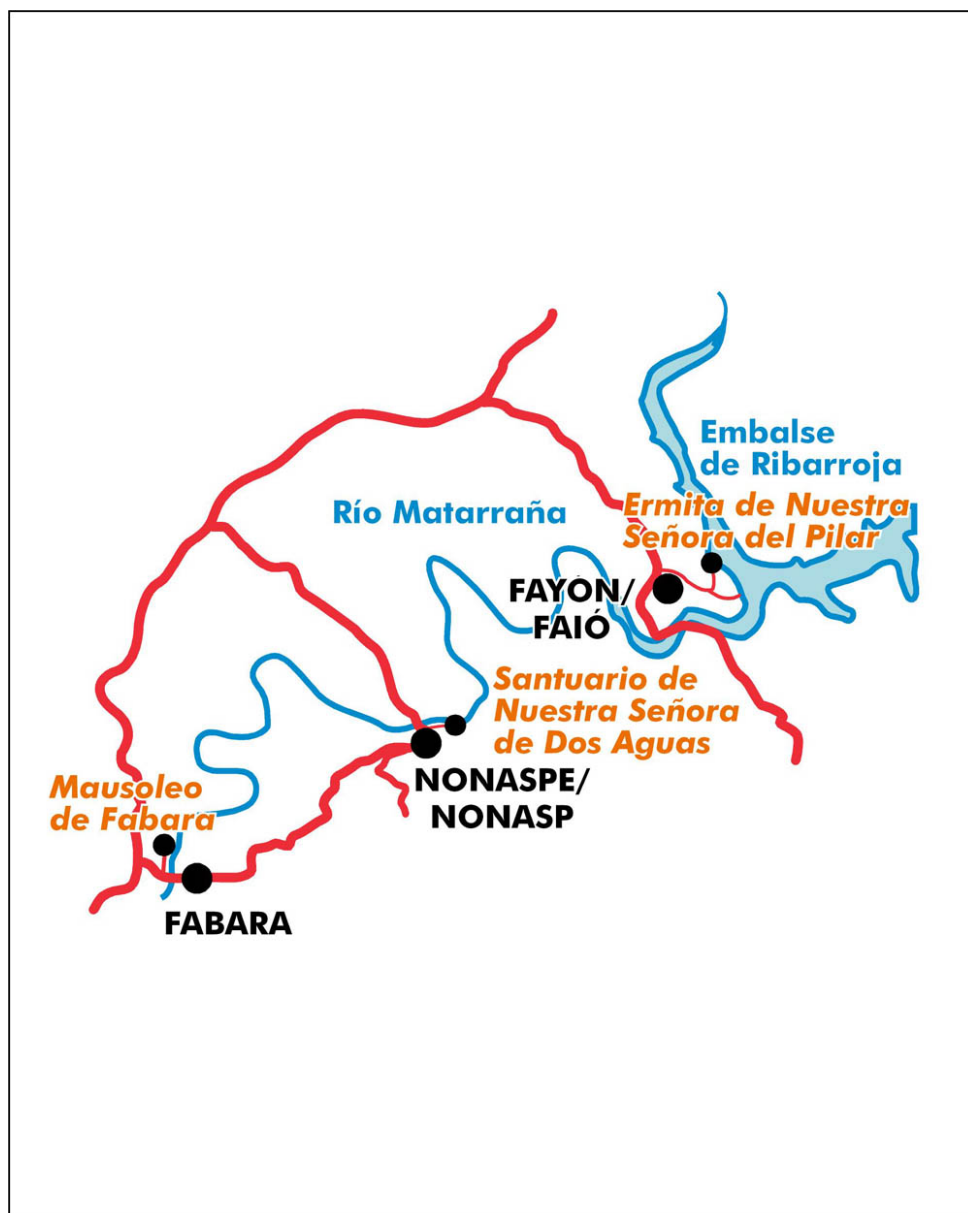 Embalse
de Ribarroja
Ermita de Nuestra
Señora del Pilar
Río Matarraña
FAYÓN/
FAIÓ
Santuario de
Nuestra Señora
de Dos Aguas
NONASPE/
NONASP
Mausoleo
de Fabara
FABARA